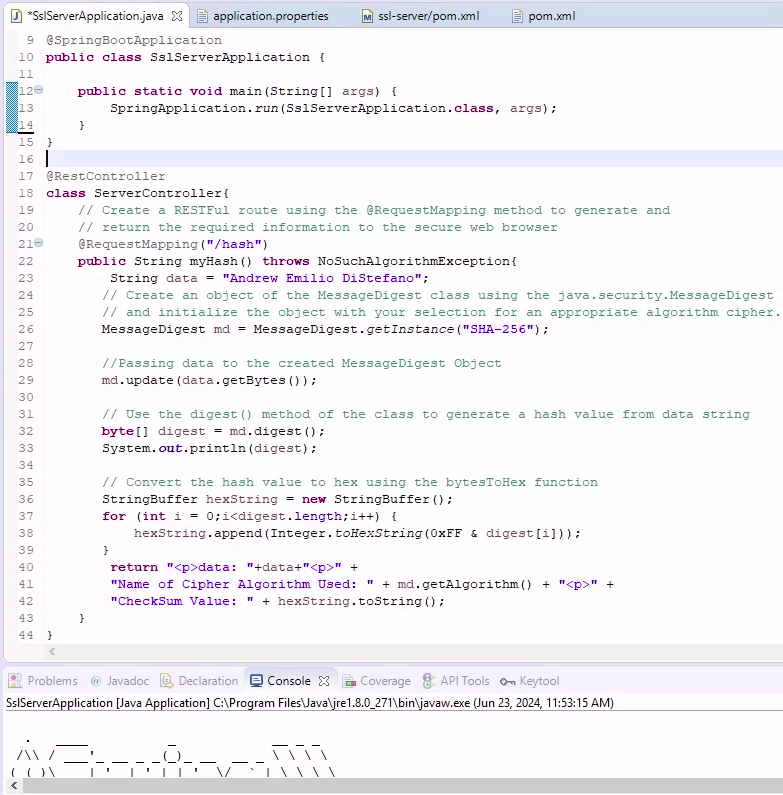 *SslServerApplication.java application.properties ssl-server/pom.xml pom.xml
9 @SpringBootApplication
10 public class SslServerApplication {
11
12 public static void main(String[] args) {
13 SpringApplication.run(SslServerApplication.class, args);
14 }
15 }
16
17 @RestController
18 class ServerController{
19 // Create a RESTFul route using the @RequestMapping method to generate and
20 // return the required information to the secure web browser
21 @RequestMapping("/hash")
22 public String myHash() throws NoSuchAlgorithmException{
23 String data = "Andrew Emilio DiStefano";
24 // Create an object of the MessageDigest class using the java.security.MessageDigest
25 // and initialize the object with your selection for an appropriate algorithm cipher.
26 MessageDigest md = MessageDigest.getInstance("SHA-256");
27
28 //Passing data to the created MessageDigest Object
29 md.update(data.getBytes());
30
31 // Use the digest() method of the class to generate a hash value from data string
32 byte[] digest = md.digest();
33 System.out.println(digest);
34
35 // Convert the hash value to hex using the bytesToHex function
36 StringBuffer hexString = new StringBuffer();
37 for (int i = 0;i<digest.length;i++) {
38 hexString.append(Integer.toHexString(0xFF & digest[i]));
39 }
40 return "<p>data: "+data+"<p>" +
41 "Name of Cipher Algorithm Used: " + md.getAlgorithm() + "<p>" +
42 "CheckSum Value: " + hexString.toString();
43 }
44 }
Problems Javadoc Declaration Console Coverage API Tools Keytool
SslServerApplication [Java Application] C:\Program Files\Java\jre1.8.0_271\bin\javaw.exe (Jun 23, 2024, 11:53:15 AM)